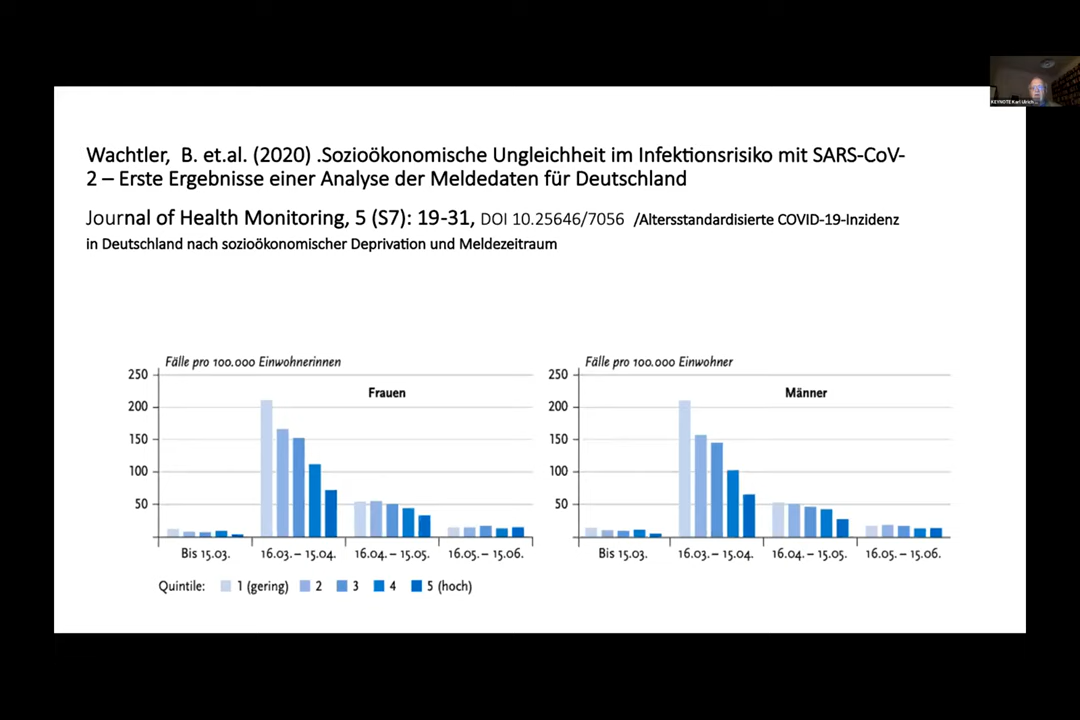 KEYNOTE Karl Ulrich
Wachtler, B. et.al. (2020) .Sozioökonomische Ungleichheit im Infektionsrisiko mit SARS-CoV-
2 – Erste Ergebnisse einer Analyse der Meldedaten für Deutschland
Journal of Health Monitoring, 5 (S7): 19-31, DOI 10.25646/7056 /Altersstandardisierte COVID-19-Inzidenz
in Deutschland nach sozioökonomischer Deprivation und Meldezeitraum
Fälle pro 100.000 Einwohnerinnen
250
200
150
100
50
Frauen
Bis 15.03. 16.03. – 15.04. 16.04. – 15.05. 16.05. – 15.06.
Fälle pro 100.000 Einwohner
250
200
150
100
50
Männer
Bis 15.03. 16.03. – 15.04. 16.04. – 15.05. 16.05. – 15.06.
Quintile: 1 (gering) 2 3 4 5 (hoch)